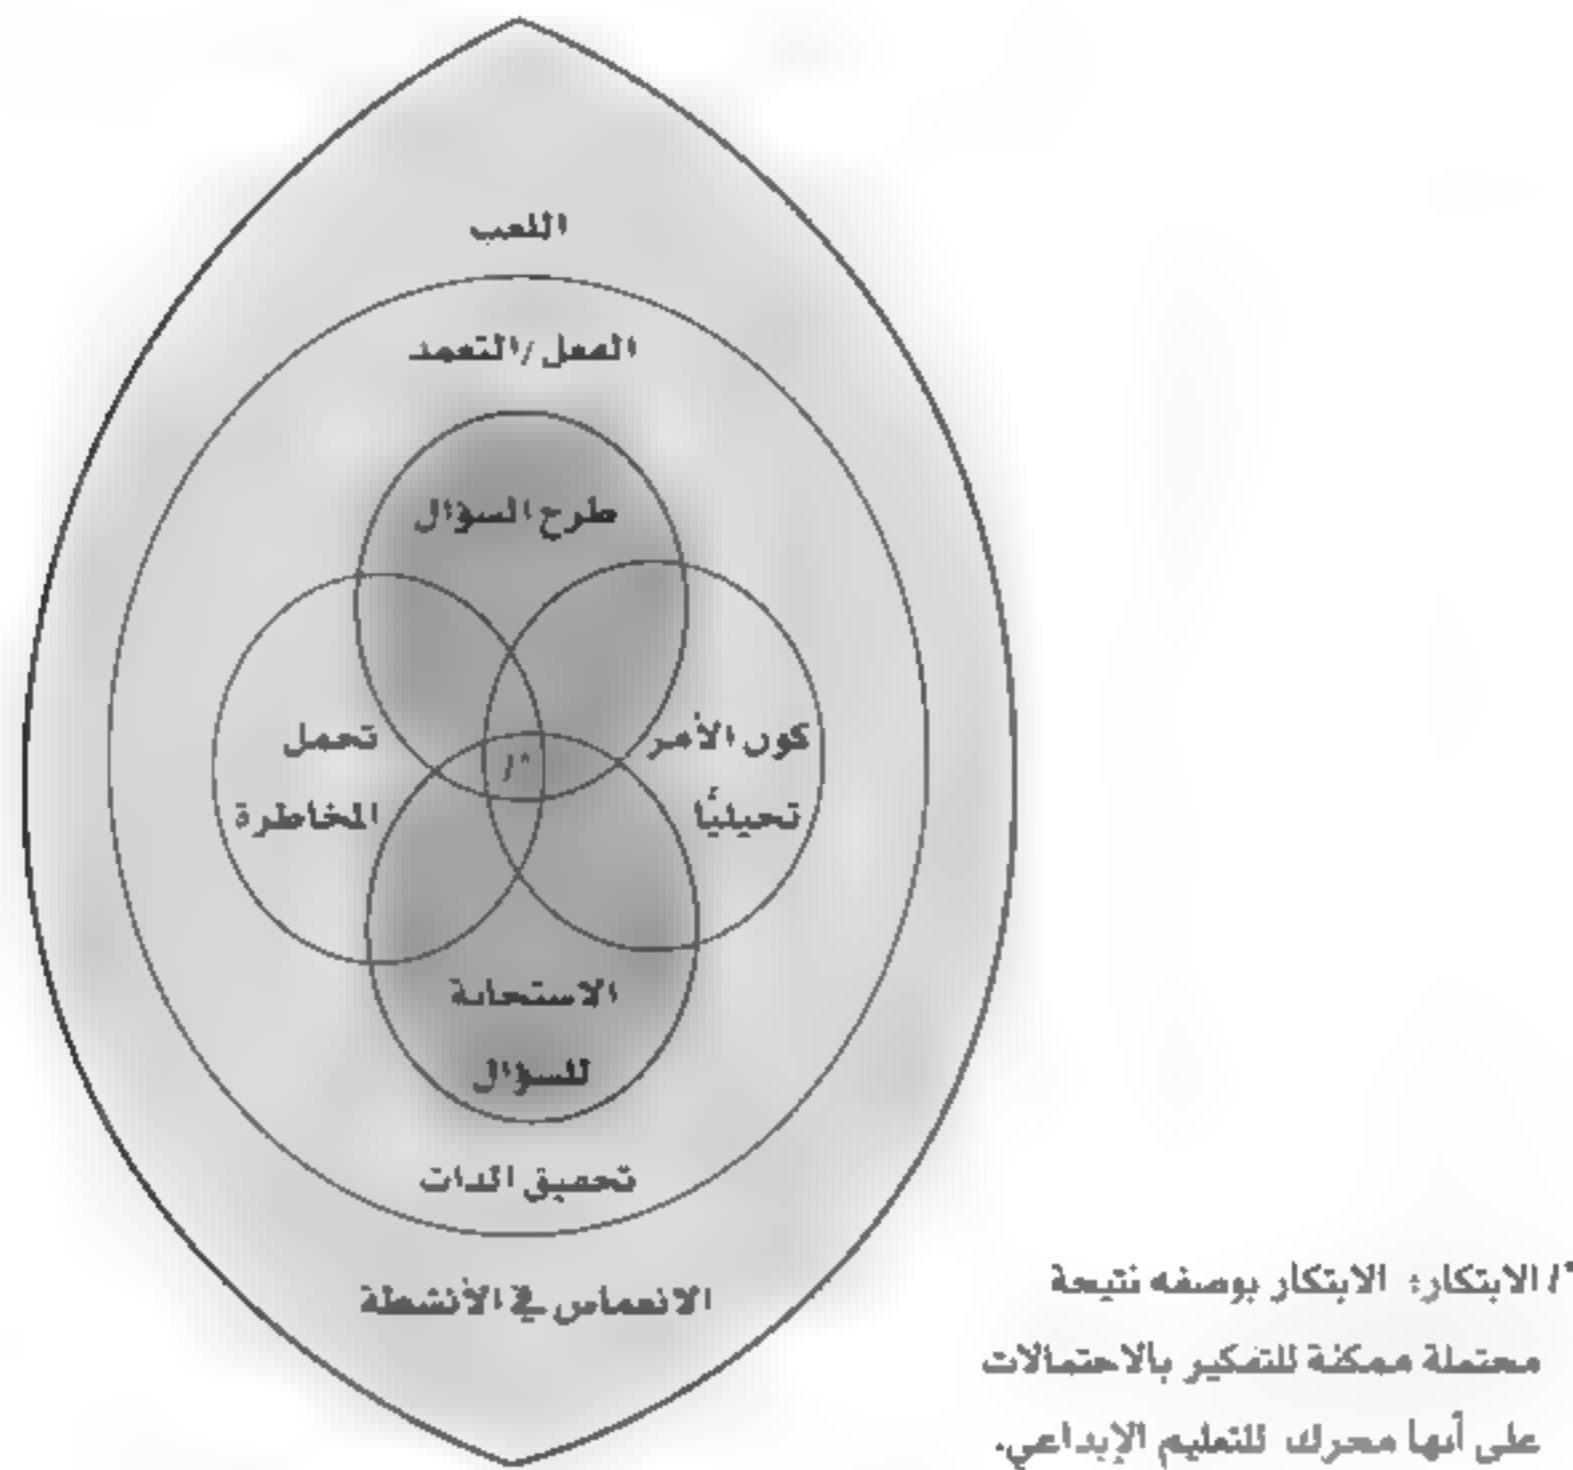 اللعب
الفعل/التعمد
طرح السؤال
تحمل
المخاطرة
كون الأمر
تخيليًا
*/
الاستجابة
للسؤال
تحقيق الذات
الانغماس في الأنشطة
*/ الابتكار: الابتكار بوصفه نتيجة
محتملة ممكنة للتفكير بالاحتمالات
على أنها محرك للتعليم الإبداعي.